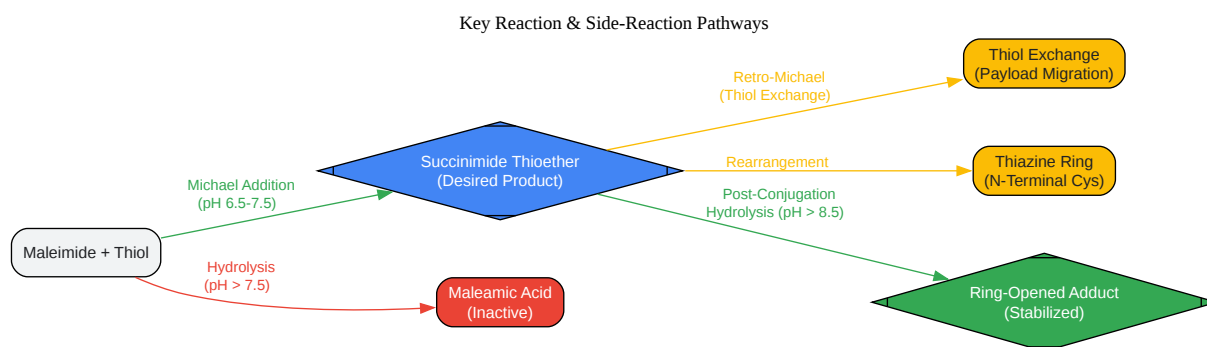 Key Reaction & Side-Reaction Pathways
Thiol Exchange
(Payload Migration)
Retro-Michael
(Thiol Exchange)
Succinimide Thioether
(Desired Product)
Rearrangement
Thiazine Ring
(N-Terminal Cys)
Michael Addition
(pH 6.5-7.5)
Post-Conjugation
Hydrolysis (pH > 8.5)
Maleimide + Thiol
Hydrolysis
(pH > 7.5)
Maleamic Acid
(Inactive)
Ring-Opened Adduct
(Stabilized)